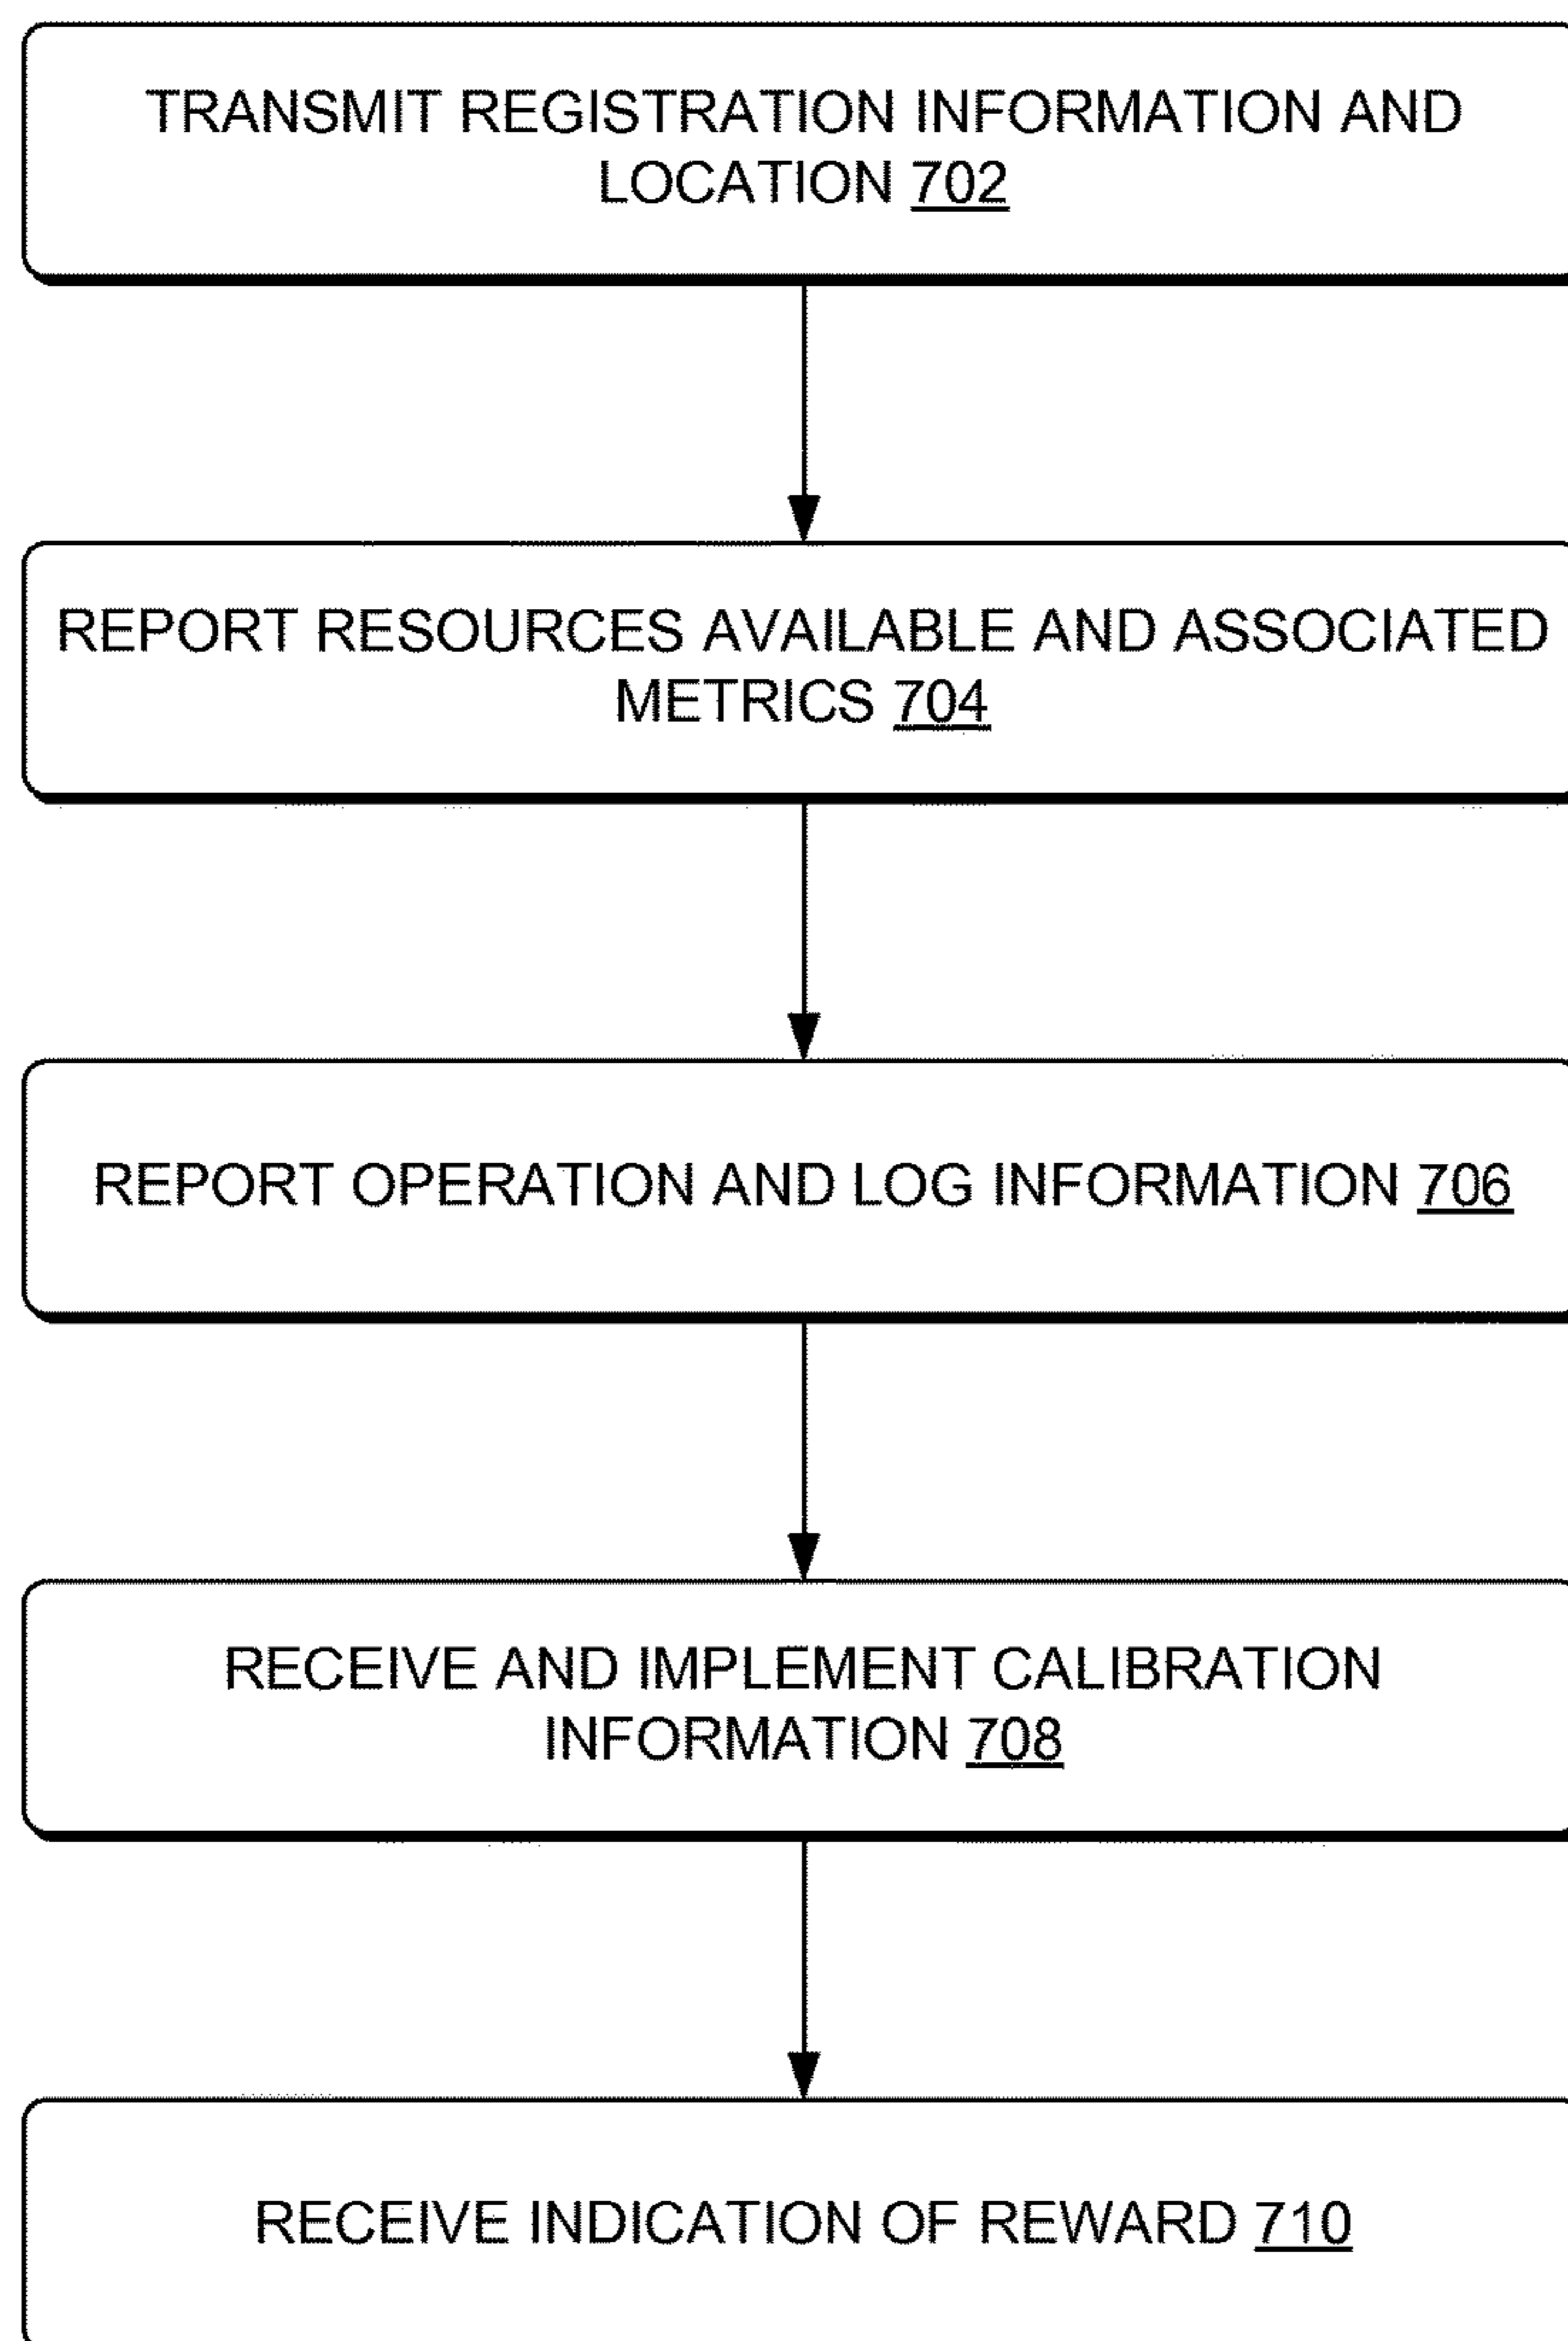 TRANSMIT REGISTRATION INFORMATION AND
LOCATION 702
REPORT RESOURCES AVAILABLE AND ASSOCIATED
METRICS 704
REPORT OPERATION AND LOG INFORMATION 706
RECEIVE AND IMPLEMENT CALIBRATION
INFORMATION 708
RECEIVE INDICATION OF REWARD 710